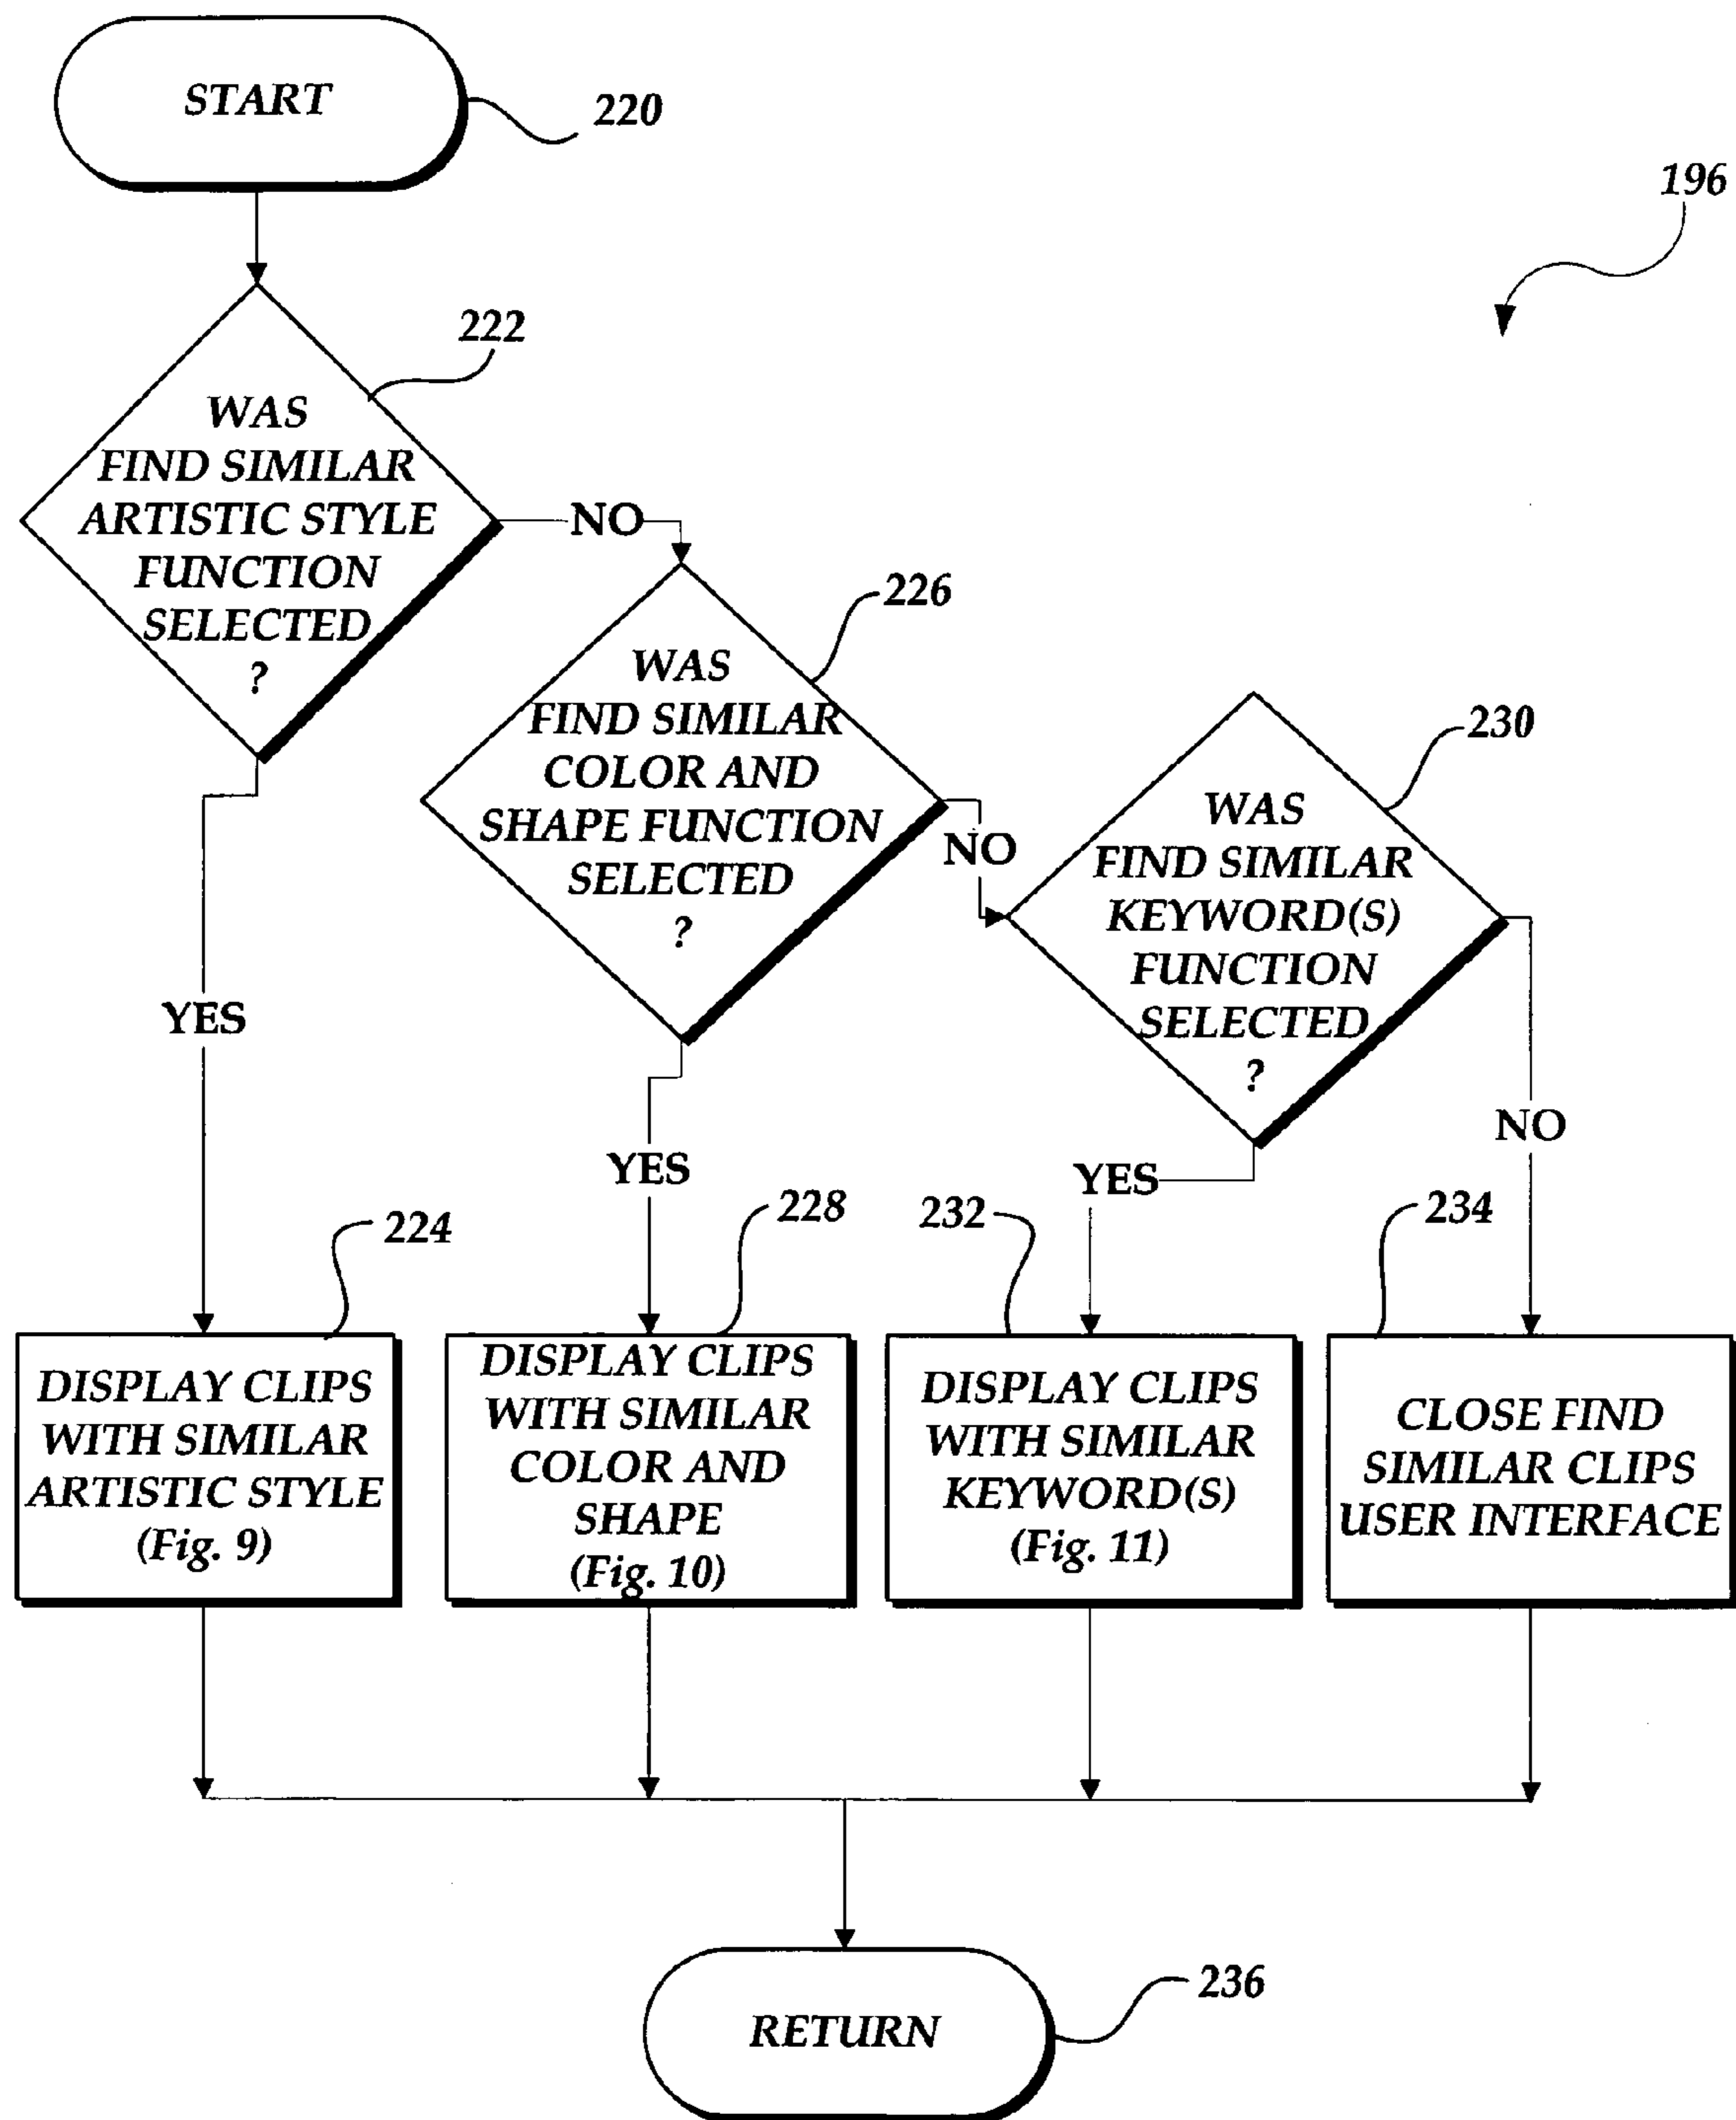 START
220
196
222
WAS
FIND SIMILAR
ARTISTIC STYLE
FUNCTION
SELECTED
?
NO
226
WAS
FIND SIMILAR
COLOR AND
SHAPE FUNCTION
SELECTED
?
NO
230
WAS
FIND SIMILAR
KEYWORD(S)
FUNCTION
SELECTED
?
YES
YES
YES
NO
224
228
232
234
DISPLAY CLIPS
WITH SIMILAR
ARTISTIC STYLE
(Fig. 9)
DISPLAY CLIPS
WITH SIMILAR
COLOR AND
SHAPE
(Fig. 10)
DISPLAY CLIPS
WITH SIMILAR
KEYWORD(S)
(Fig. 11)
CLOSE FIND
SIMILAR CLIPS
USER INTERFACE
RETURN
236